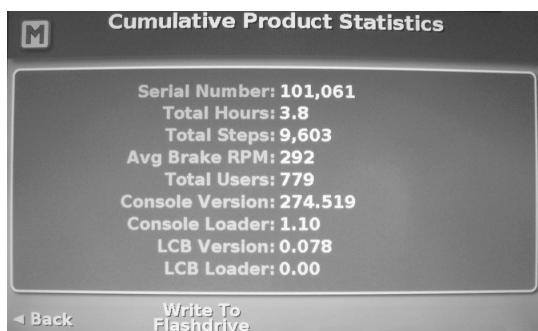 Cumulative Product Statistics
M
Serial Number: 101,061
Total Hours: 3.8
Total Steps: 9,603
Avg Brake RPM: 292
Total Users: 779
Console Version: 274.519
Console Loader: 1.10
LCB Version: 0.078
LCB Loader: 0.00
◄ Back
Write To
Flashdrive